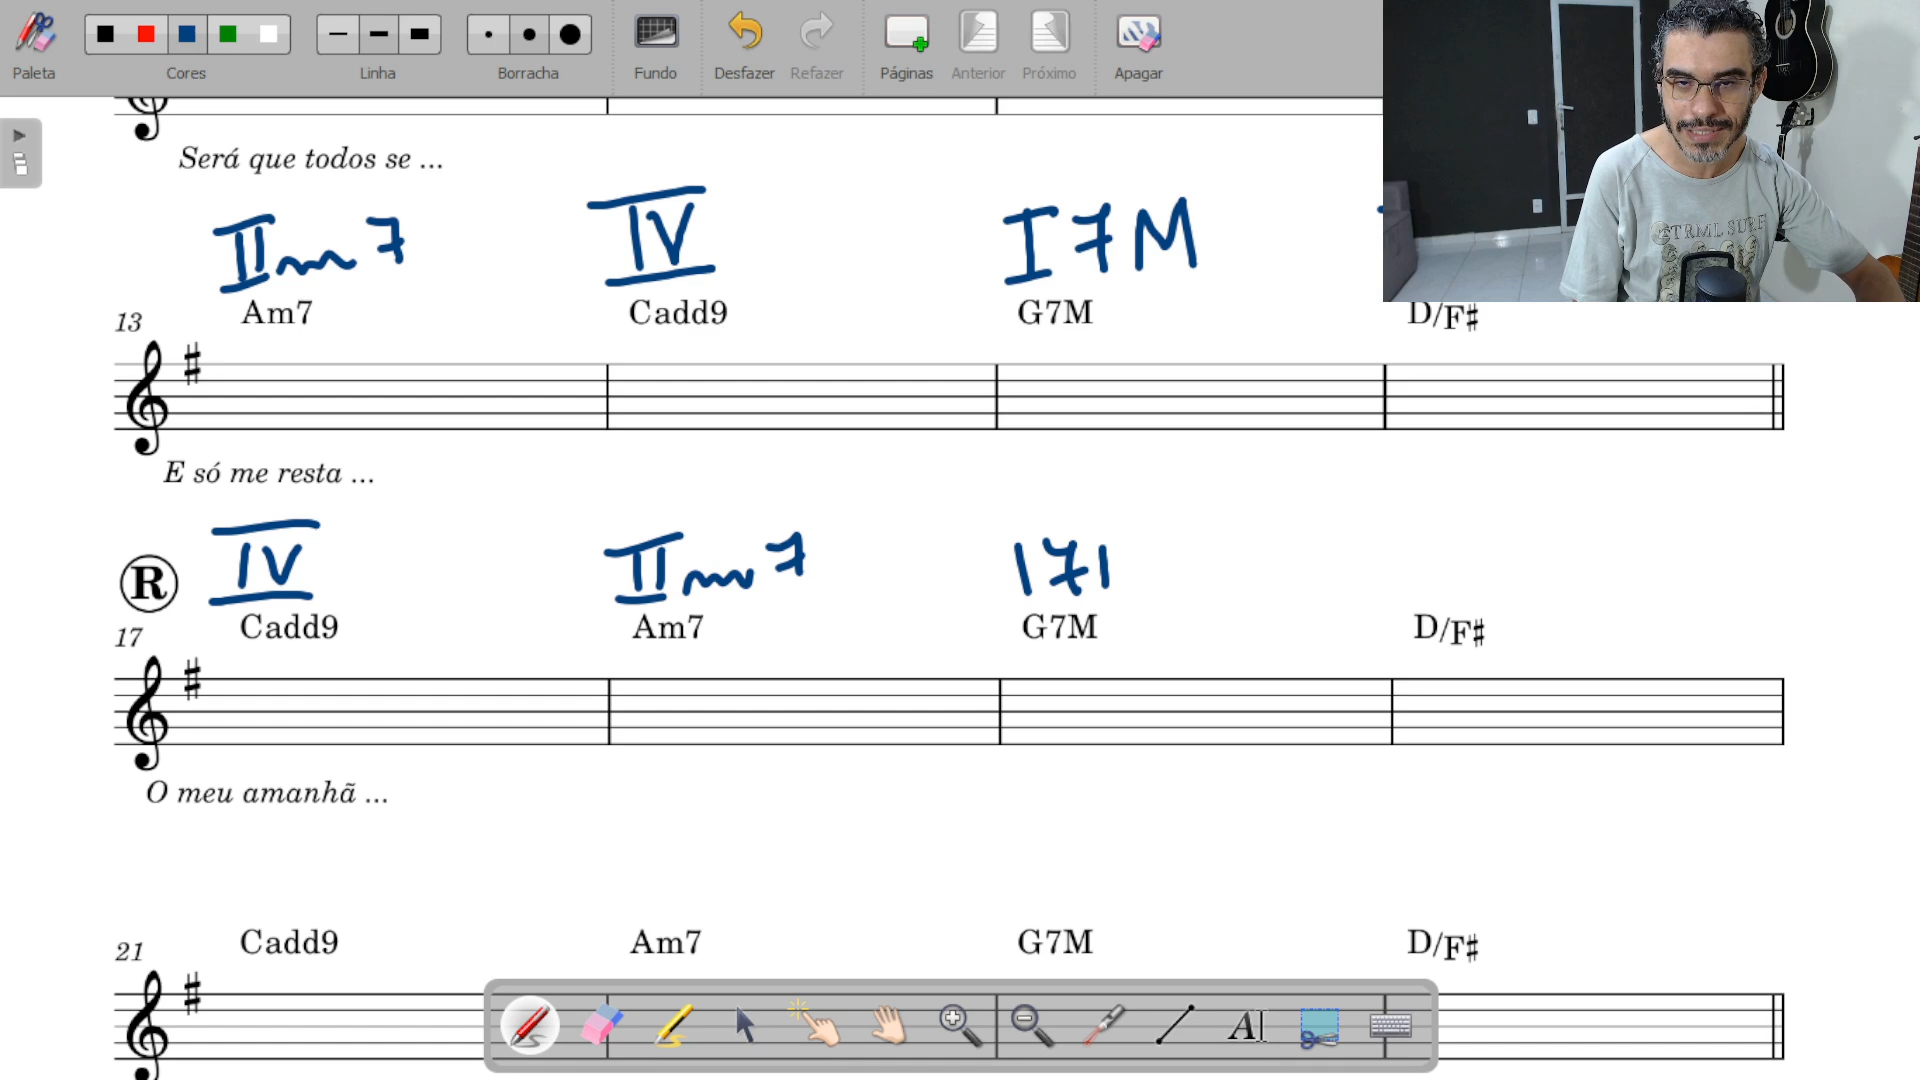 Paleta Cores Linha Borracha Fundo Desfazer Refazer Páginas Anterior Próximo Apagar
Será que todos se ...
IIm7 IV I7M
13 Am7 Cadd9 G7M D/F♯
E só me resta ...
R IV IIm7 I7I
17 Cadd9 Am7 G7M D/F♯
O meu amanhã ...
21 Cadd9 Am7 G7M D/F♯
A